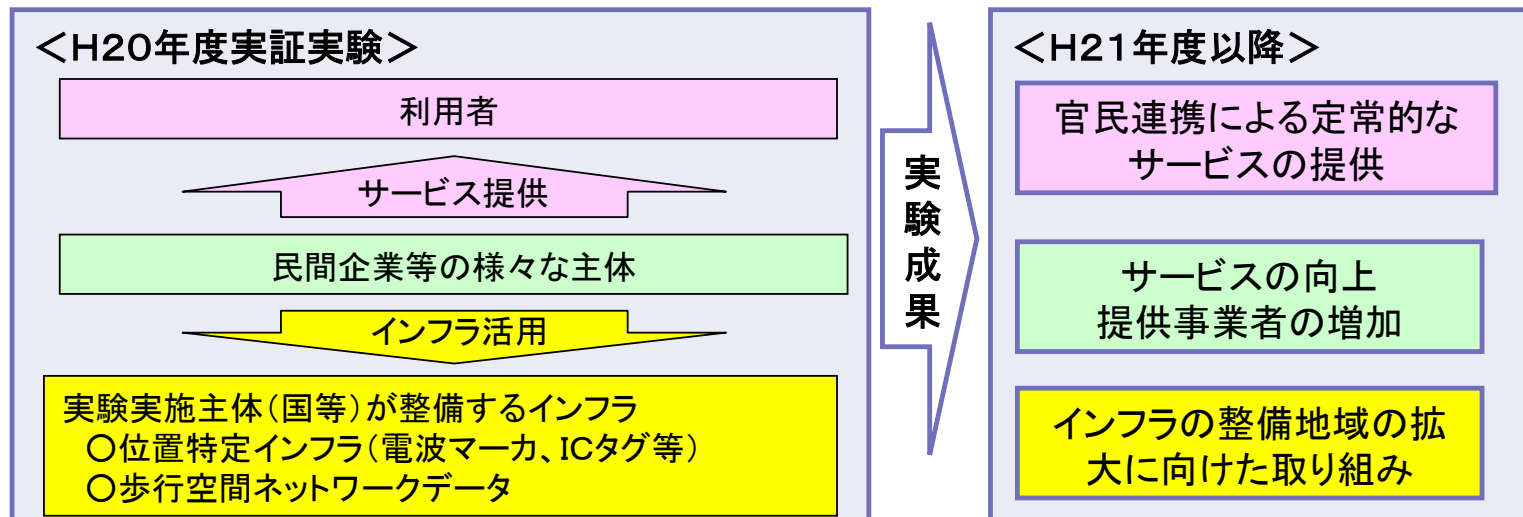 ＜H20年度実証実験＞
利用者
サービス提供
民間企業等の様々な主体
インフラ活用
実験実施主体（国等）が整備するインフラ
○位置特定インフラ（電波マーカ、ICタグ等）
○歩行空間ネットワークデータ
実験成果
＜H21年度以降＞
官民連携による定常的な
サービスの提供
サービスの向上
提供事業者の増加
インフラの整備地域の拡
大に向けた取り組み